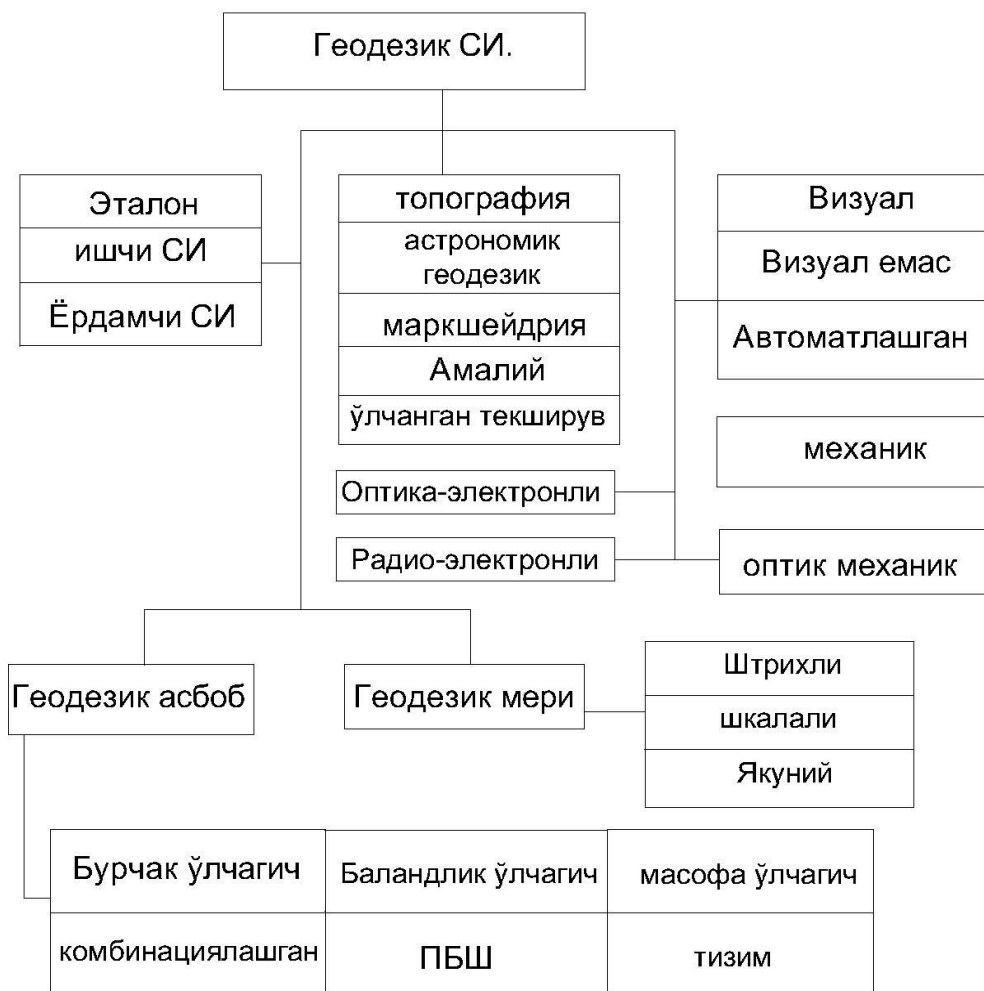 Геодезик СИ.
Эталон
ишчи СИ
Ёрдамчи СИ
топография
астрономик
геодезик
маркшейдрия
Амалий
ўлчанган текширув
Визуал
Визуал емас
Автоматлашган
механик
Оптика-электронли
Радио-электронли
оптик механик
Геодезик асбоб
Геодезик мери
Штрихли
шкалали
Якуний
Бурчак ўлчагич
Баландлик ўлчагич
масофа ўлчагич
комбинациялашган
ПБШ
тизим